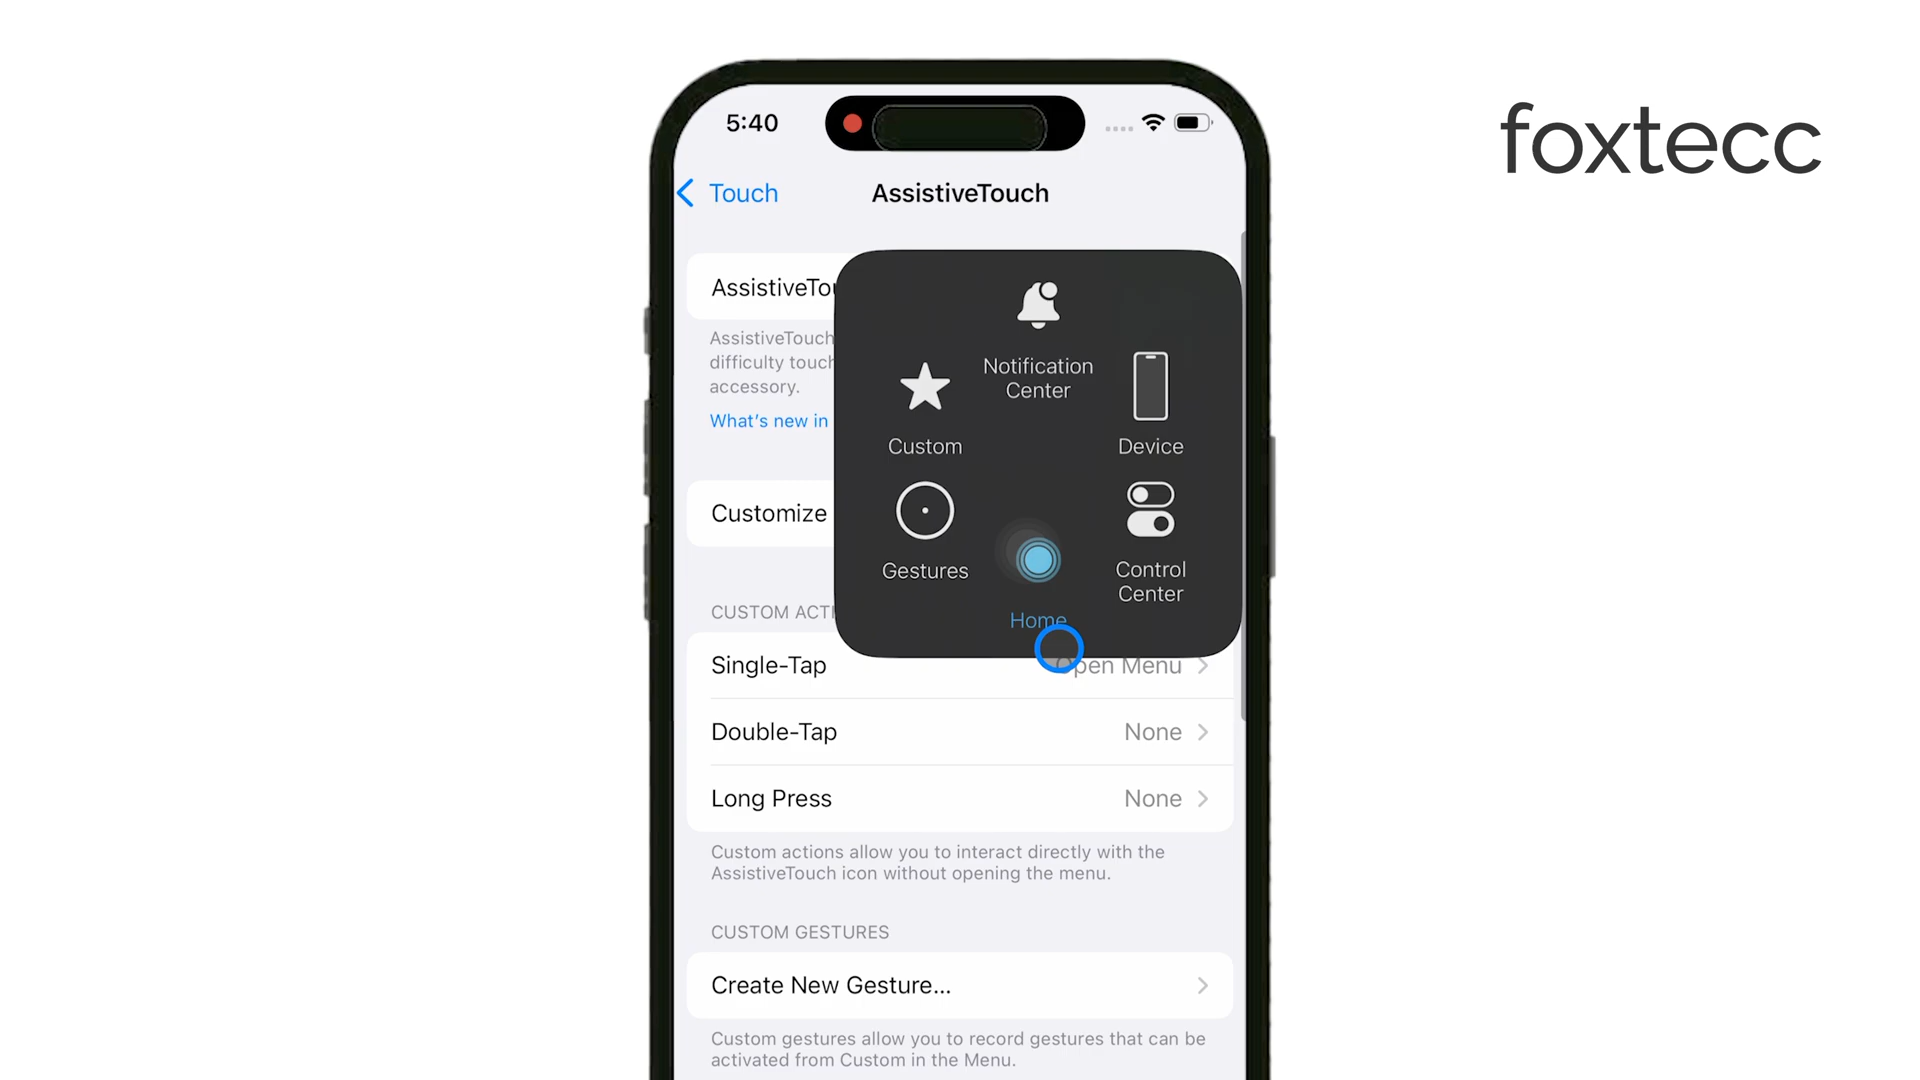 foxtecc
5:40
Touch
AssistiveTouch
AssistiveTou
AssistiveTouch
difficulty touch
accessory.
What's new in
Notification
Center
Custom
Device
Customize
Gestures
Control
Center
Home
CUSTOM ACTI
Single-Tap
Open Menu
Double-Tap
None
Long Press
None
Custom actions allow you to interact directly with the
AssistiveTouch icon without opening the menu.
CUSTOM GESTURES
Create New Gesture...
Custom gestures allow you to record gestures that can be
activated from Custom in the Menu.